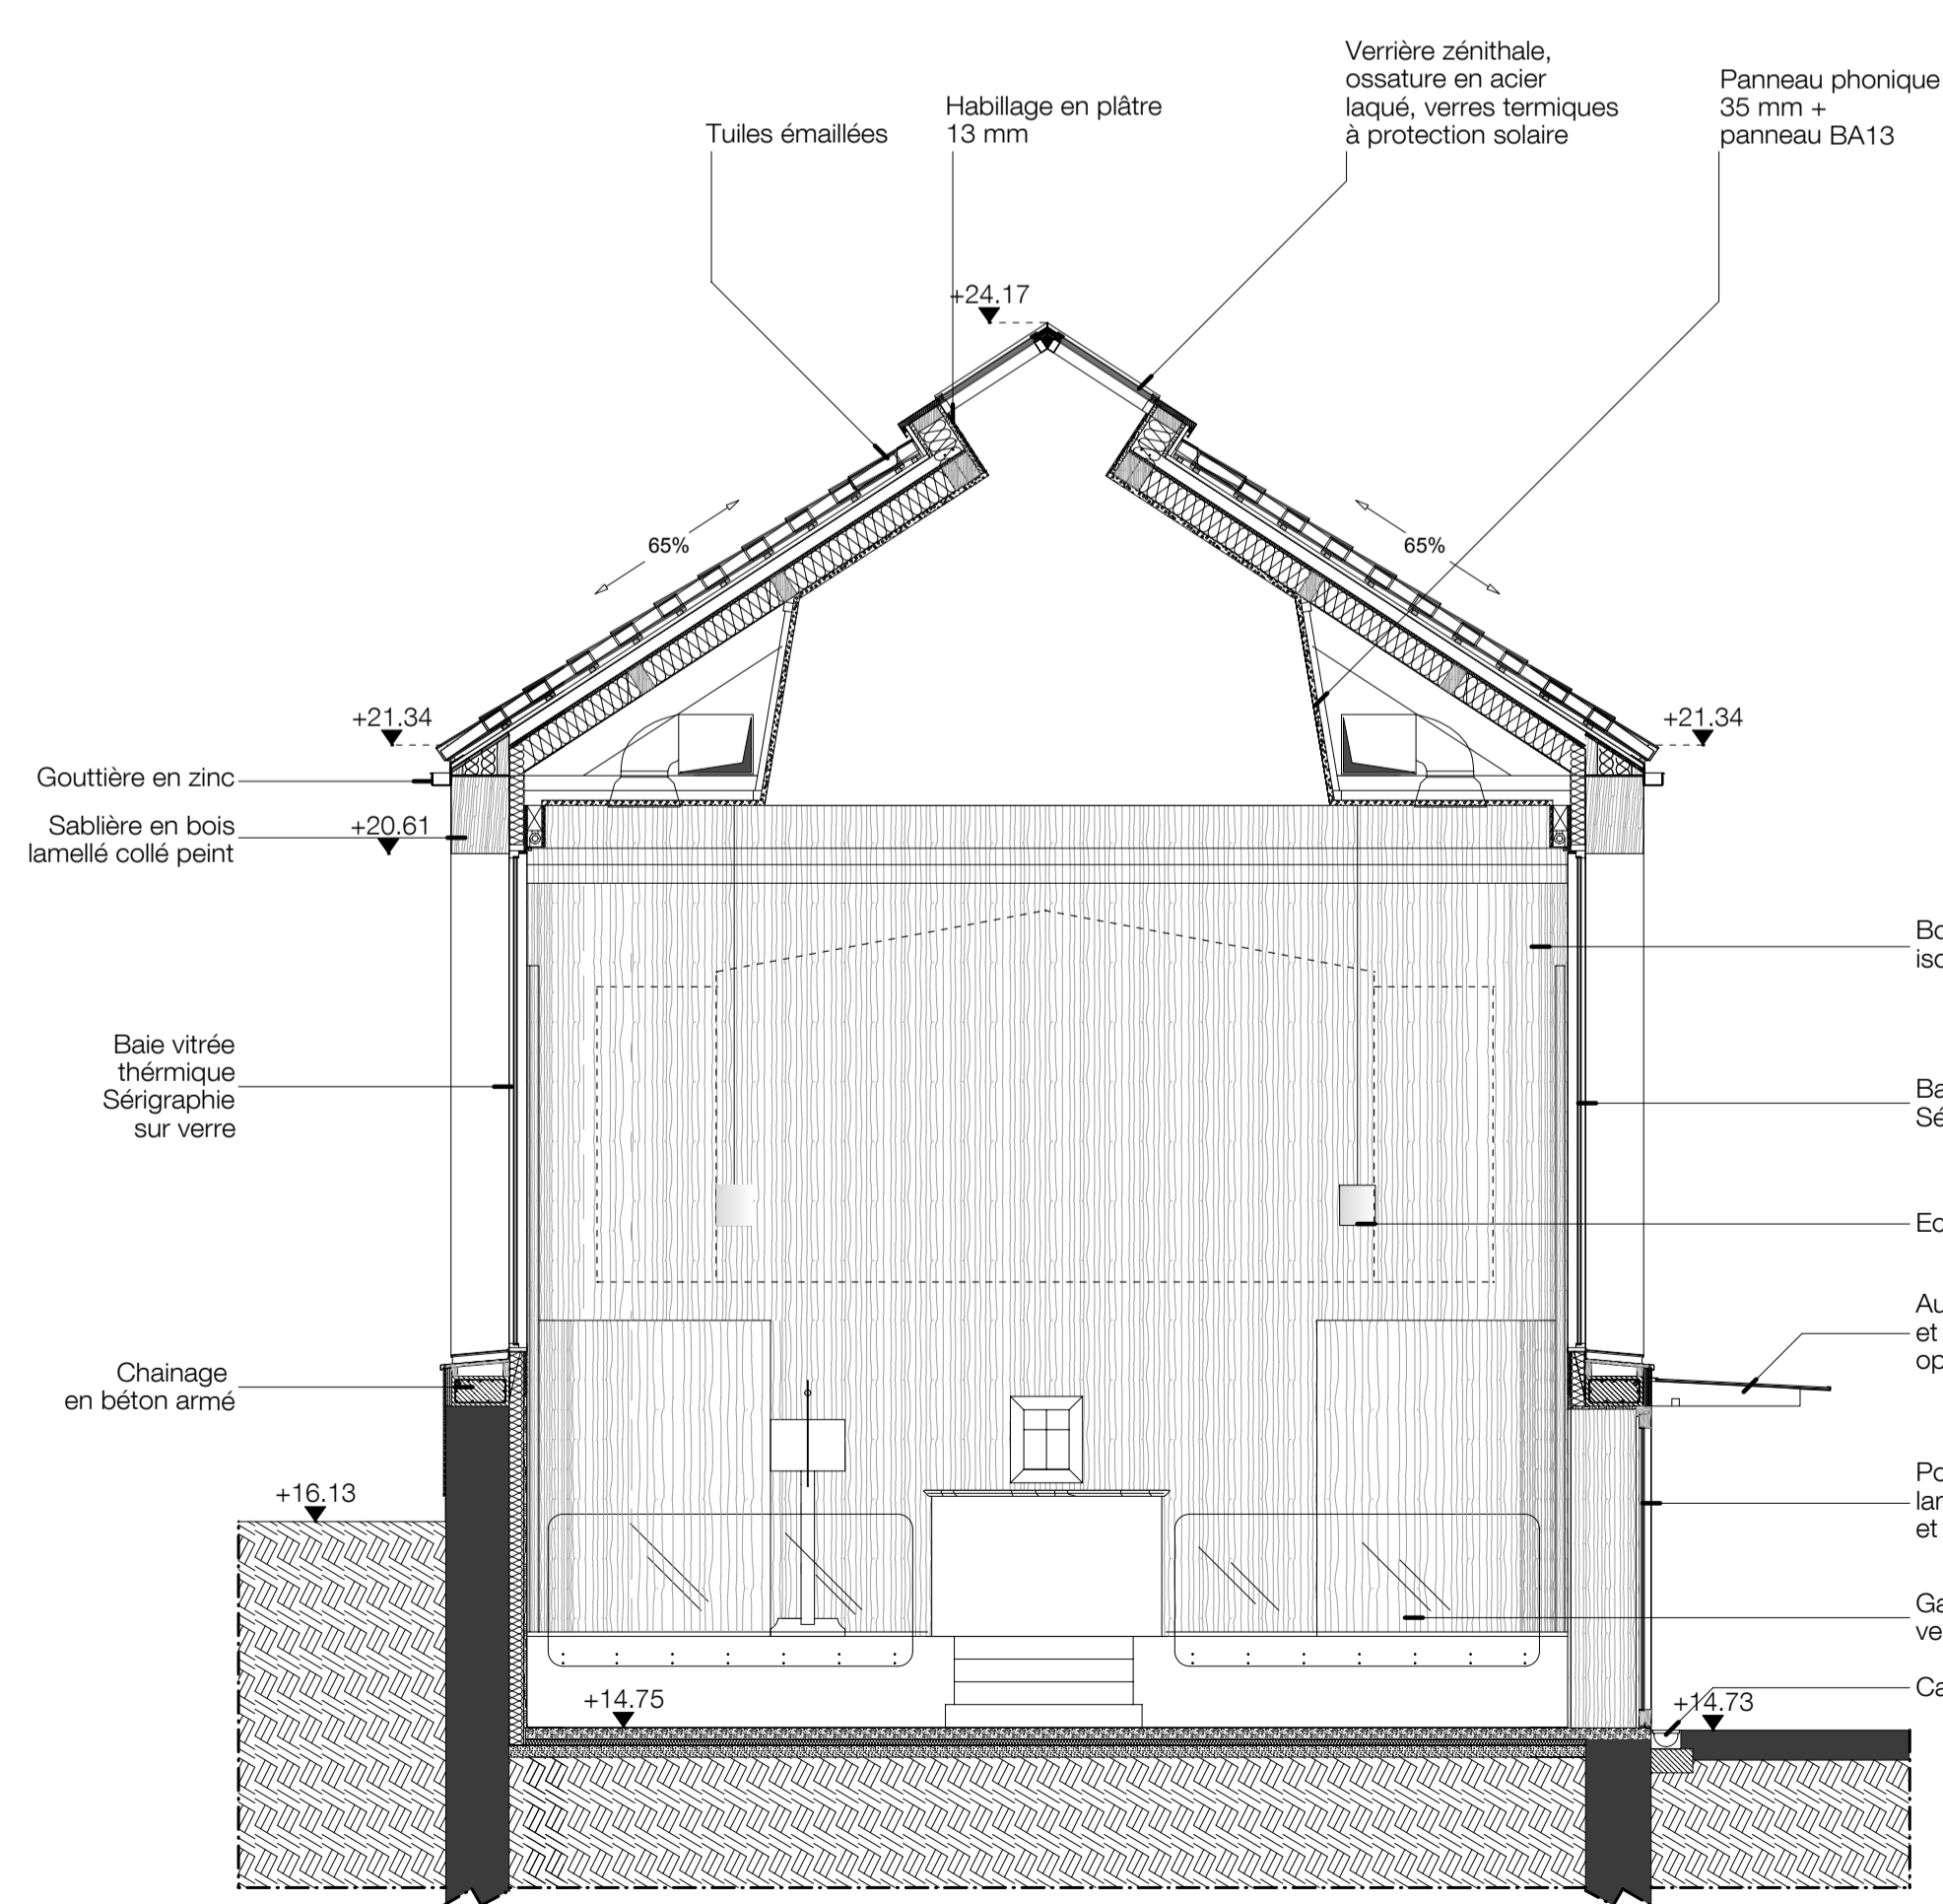 Verrière zénithale,
ossature en acier
laqué, verres termiques
à protection solaire
Panneau phonique
35 mm +
panneau BA13
Habillage en plâtre
13 mm
Tuiles émaillées
+24.17
65%
65%
+21.34
+21.34
Gouttière en zinc
Sablière en bois
lamellé collé peint
+20.61
Baie vitrée
thérmique
Sérigraphie
sur verre
et
Chainage
en béton armé
+16.13
et
+14.75
+14.73